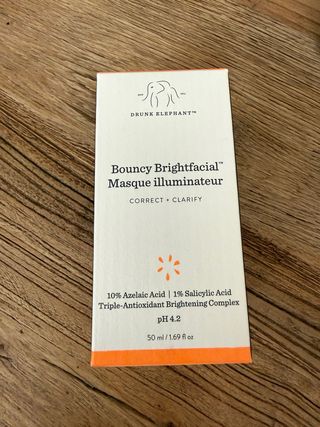 DRUNK ELEPHANT™
Bouncy Brightfacial™
Masque illuminateur
CORRECT + CLARIFY
10% Azelaic Acid | 1% Salicylic Acid
Triple-Antioxidant Brightening Complex
pH 4.2
50 ml / 1.69 fl oz